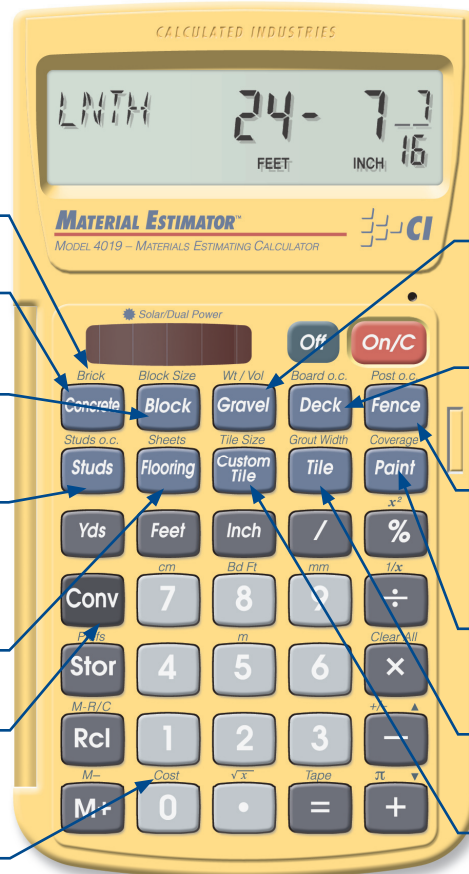 CALCULATED INDUSTRIES
LNTH 24- 7 7/16
FEET INCH
MATERIAL ESTIMATOR™
MODEL 4019 – MATERIALS ESTIMATING CALCULATOR
CI
Solar/Dual Power
Off On/C
Brick Block Size Wt / Vol Board o.c. Post o.c.
Concrete Block Gravel Deck Fence
Studs o.c. Sheets Tile Size Grout Width Coverage
Studs Flooring Custom Tile Tile Paint
x²
Yds Feet Inch / %
cm Bd Ft mm 1/x
Conv 7 8 9 ÷
Prefs m Clear All
Stor 4 5 6 ×
M-R/C +/- ▲
Rcl 1 2 3 –
M– Cost √x Tape π ▼
M+ 0 • = +